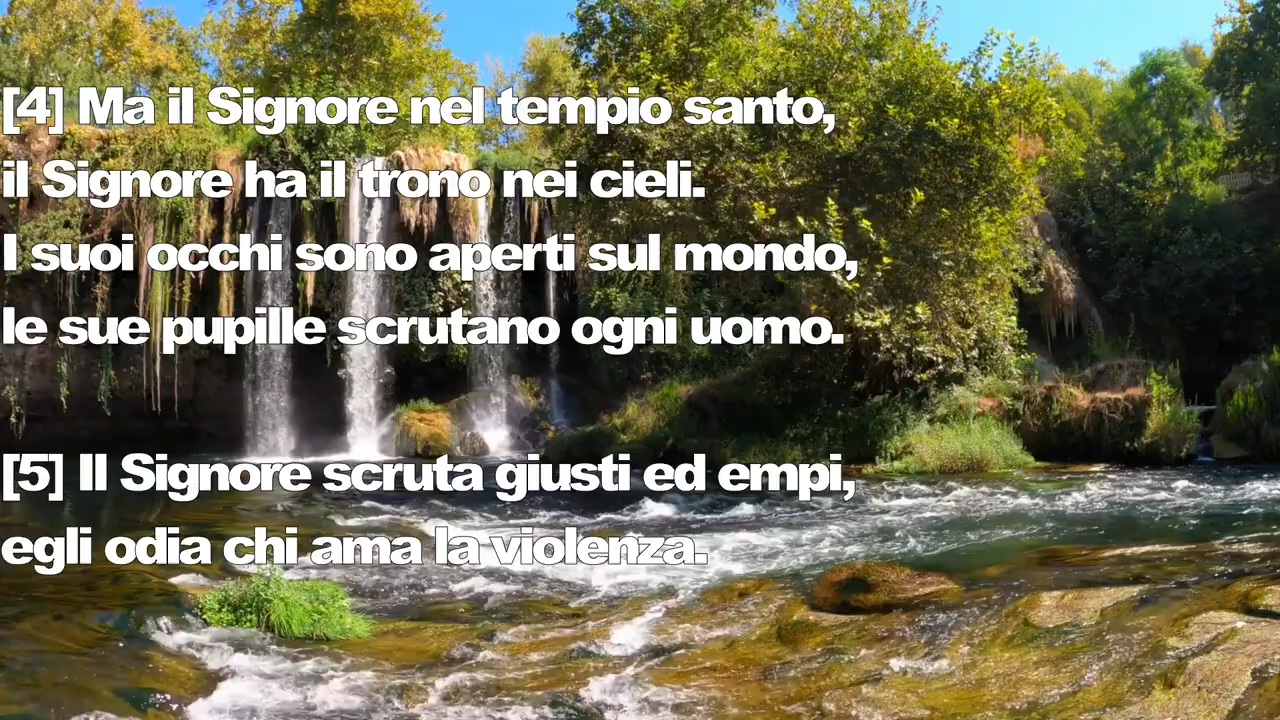 [4] Ma il Signore nel tempio santo,
il Signore ha il trono nei cieli.
I suoi occhi sono aperti sul mondo,
le sue pupille scrutano ogni uomo.
[5] Il Signore scruta giusti ed empi,
egli odia chi ama la violenza.